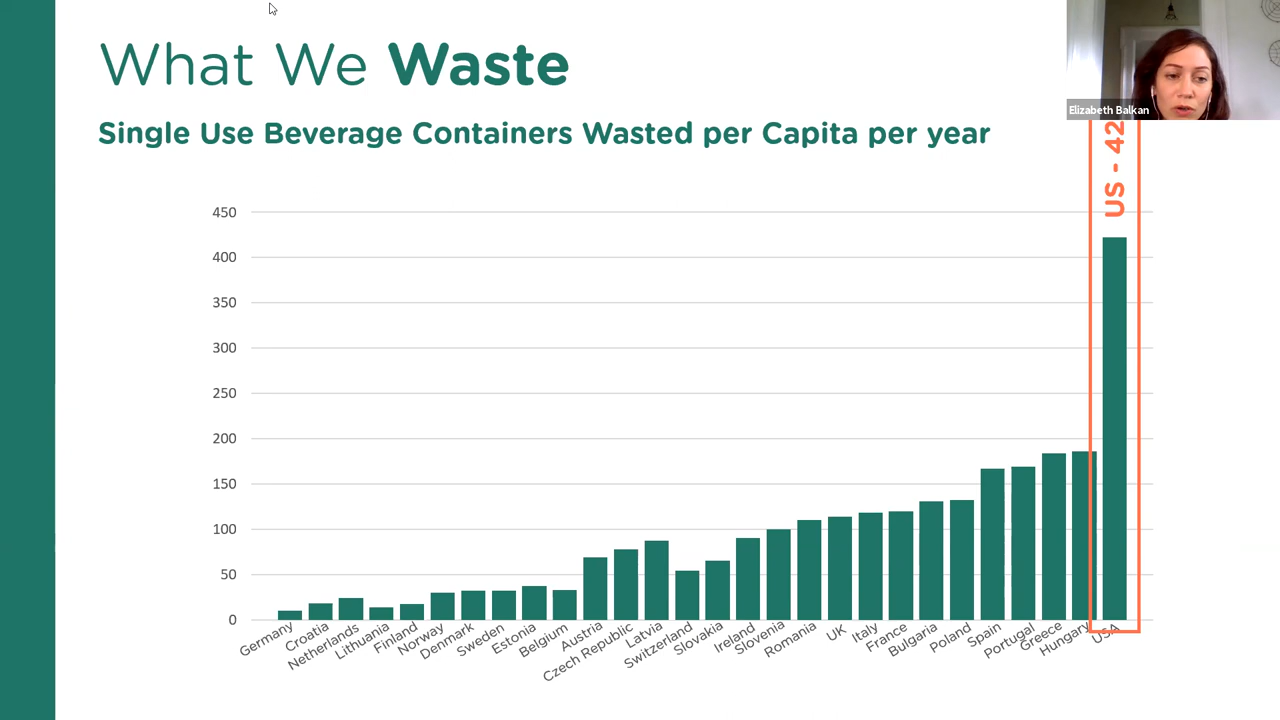 What We Waste
Elizabeth Balkan
Single Use Beverage Containers Wasted per Capita per year
US - 42
450
400
350
300
250
200
150
100
50
0
Germany
Croatia
Netherlands
Lithuania
Finland
Norway
Denmark
Sweden
Estonia
Belgium
Austria
Czech Republic
Latvia
Switzerland
Slovakia
Ireland
Slovenia
Romania
UK
Italy
France
Bulgaria
Poland
Spain
Portugal
Greece
Hungary
USA